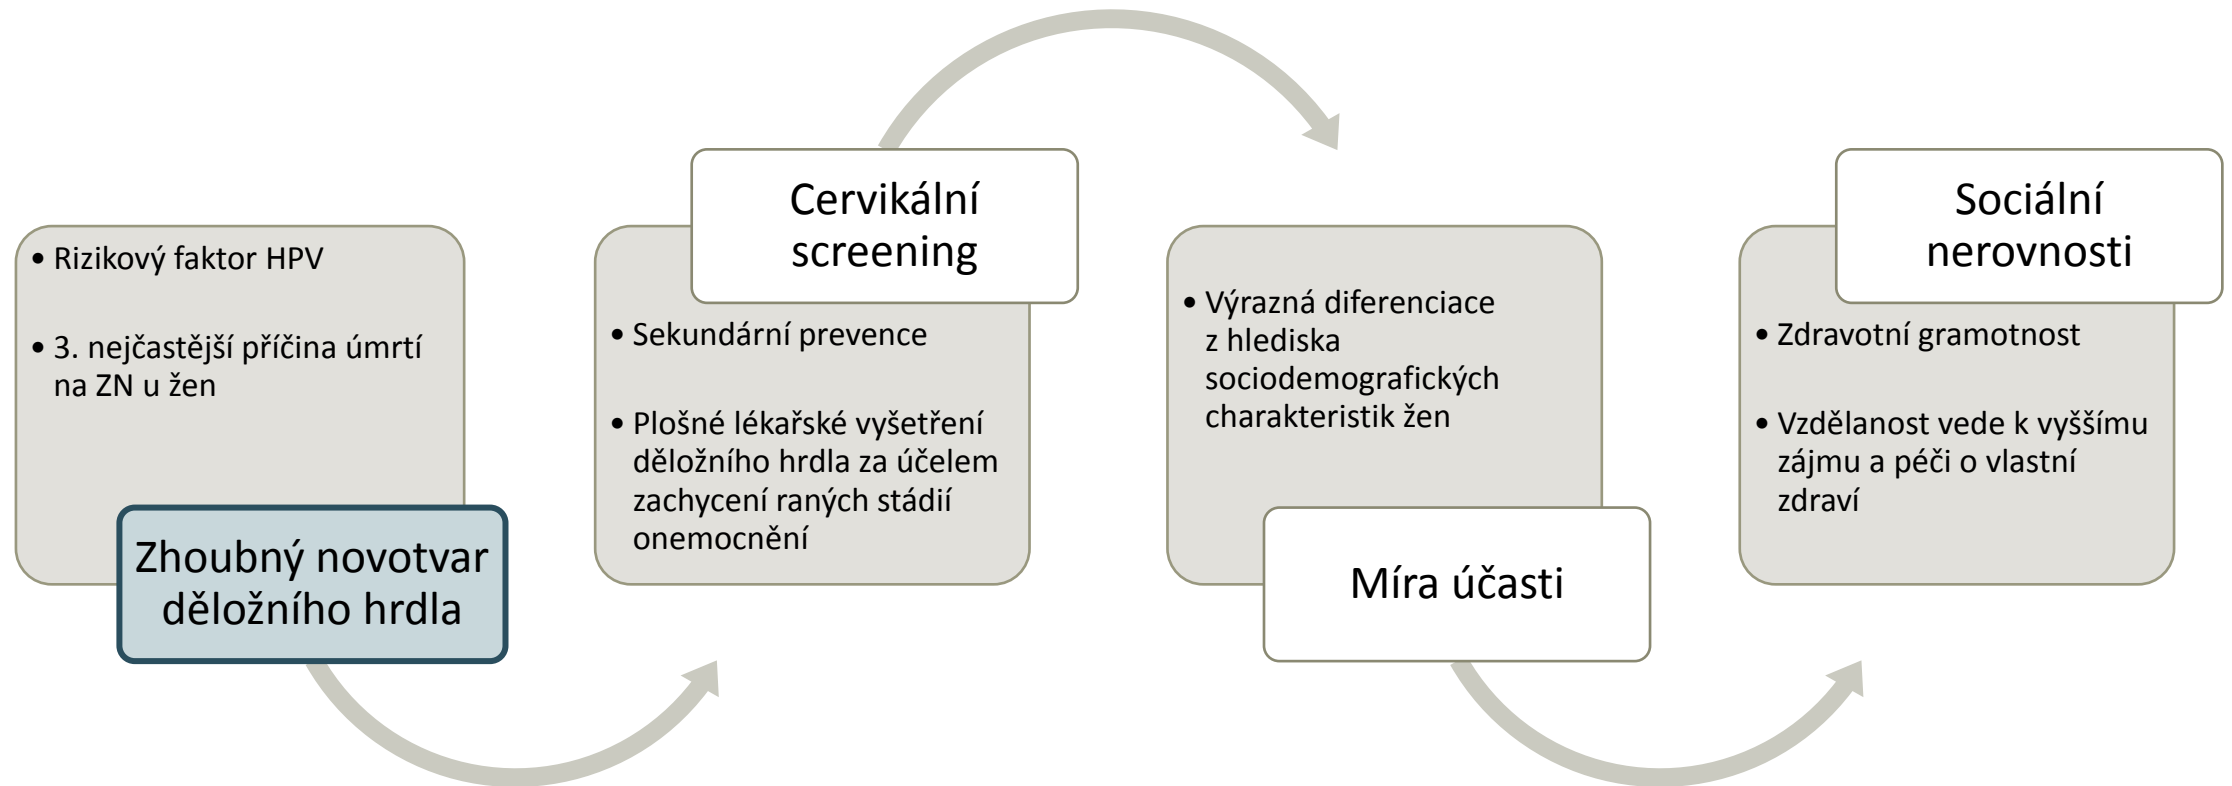 • Rizikový faktor HPV
• 3. nejčastější příčina úmrtí
na ZN u žen
Zhoubný novotvar
děložního hrdla
Cervikální
screening
• Sekundární prevence
• Plošné lékařské vyšetření
děložního hrdla za účelem
zachycení raných stádií
onemocnění
• Výrazná diferenciace
z hlediska
sociodemografických
charakteristik žen
Míra účasti
Sociální
nerovnosti
• Zdravotní gramotnost
• Vzdělanost vede k vyššímu
zájmu a péči o vlastní
zdraví